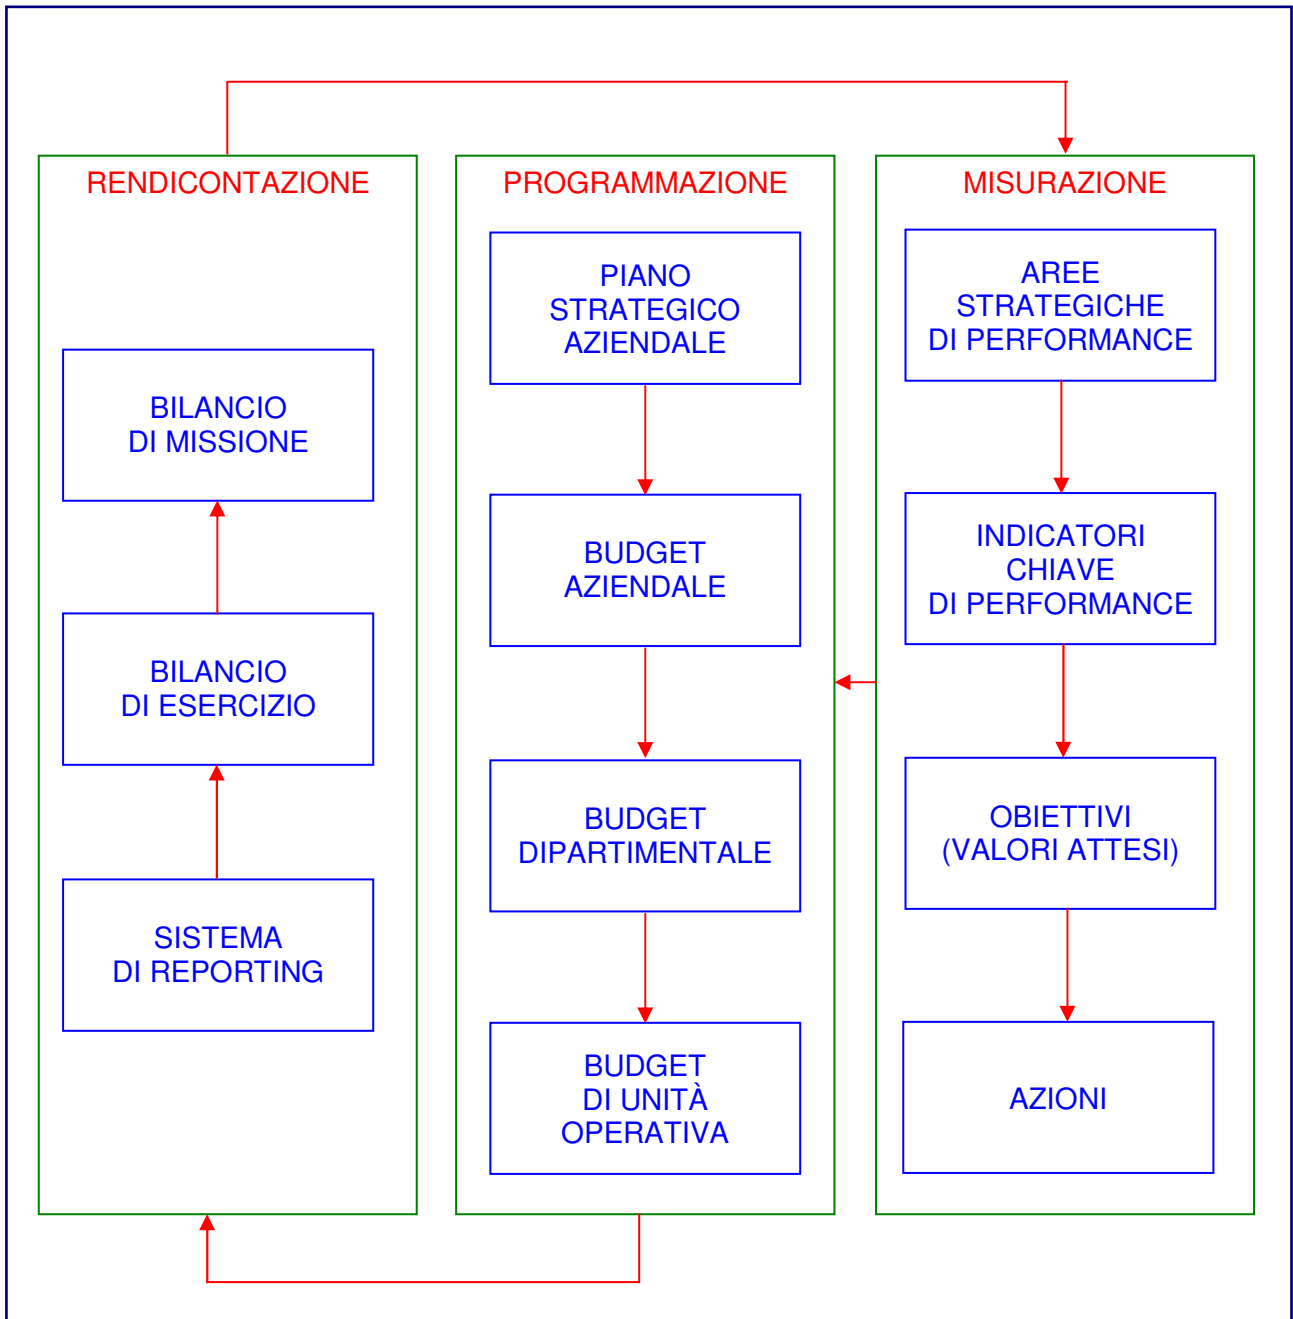 RENDICONTAZIONE
BILANCIO
DI MISSIONE
BILANCIO
DI ESERCIZIO
SISTEMA
DI REPORTING
PROGRAMMAZIONE
PIANO
STRATEGICO
AZIENDALE
BUDGET
AZIENDALE
BUDGET
DIPARTIMENTALE
BUDGET
DI UNITÀ
OPERATIVA
MISURAZIONE
AREE
STRATEGICHE
DI PERFORMANCE
INDICATORI
CHIAVE
DI PERFORMANCE
OBIETTIVI
(VALORI ATTESI)
AZIONI